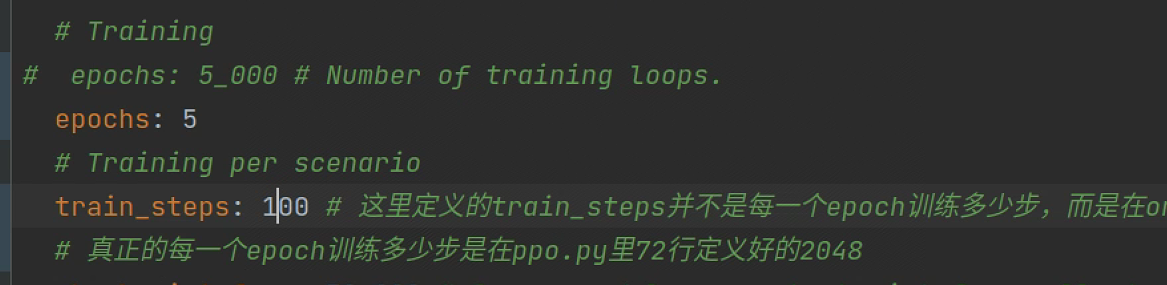 # Training
# epochs: 5_000 # Number of training loops.
epochs: 5
# Training per scenario
train_steps: 100 # 这里定义的train_steps并不是每一个epoch训练多少步，而是在
# 真正的每一个epoch训练多少步是在ppo.py里72行定义好的2048